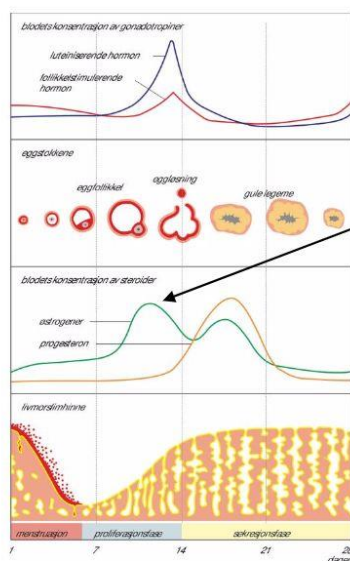 blodets konsentrasjon av gonadotropiner
luteiniserende hormon
follikkelstimulerende
hormon
eggstokkene
eggfollikkel
eggløsning
gule legeme
blodets konsentrasjon av steroider
østrogener
progesteron
livmorslimhinne
menstruasjon
proliferasjonsfase
sekresjonsfase
1
7
14
21
28
dager